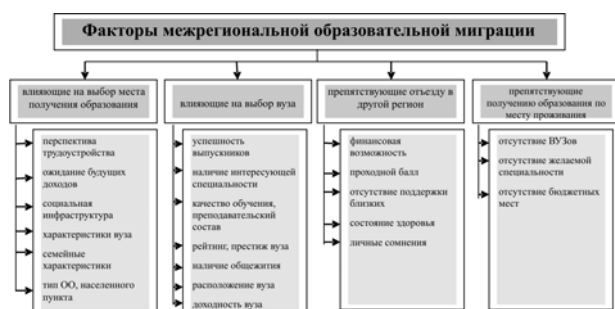 Факторы межрегиональной образовательной миграции
влияющие на выбор места
получения образования
перспектива
трудоустройства
ожидание будущих
доходов
социальная
инфраструктура
характеристики вуза
семейные
характеристики
тип ОО, населенного
пункта
влияющие на выбор вуза
успешность
выпускников
наличие интересующей
специальности
качество обучения,
преподавательский
состав
рейтинг, престиж вуза
наличие общежития
расположение вуза
доходность вуза
препятствующие отъезду в
другой регион
финансовая
возможность
проходной балл
отсутствие поддержки
близких
состояние здоровья
личные сомнения
препятствующие
получению образования по
месту проживания
отсутствие ВУЗов
отсутствие желаемой
специальности
отсутствие бюджетных
мест